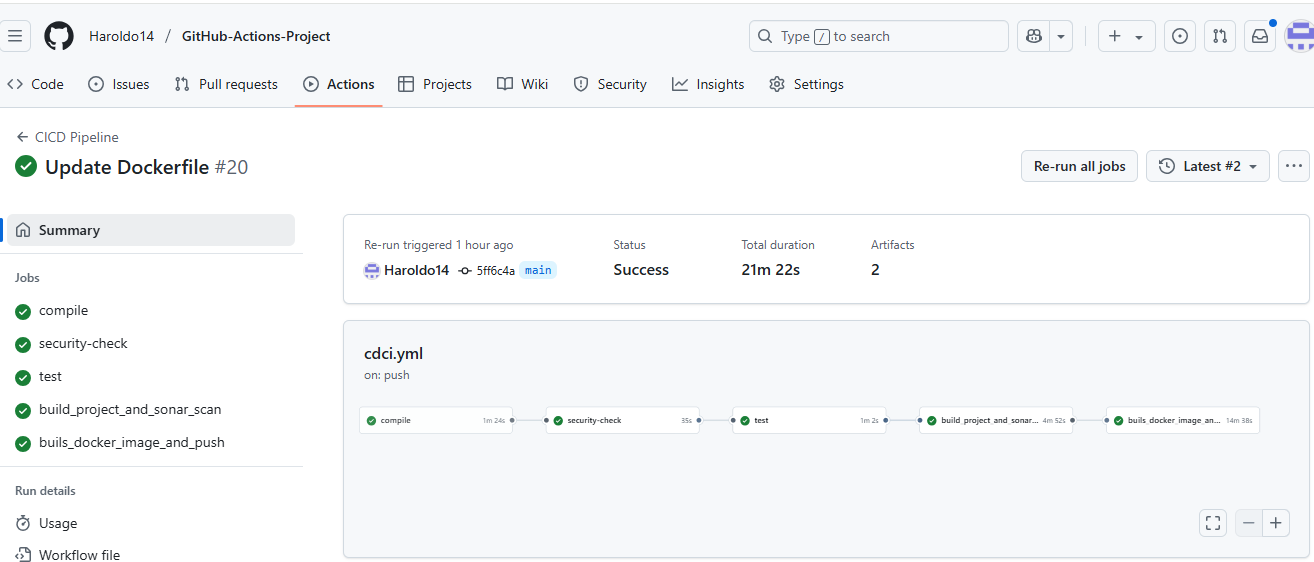 Haroldo14 / GitHub-Actions-Project
Type / to search
Code Issues Pull requests Actions Projects Wiki Security Insights Settings
CICD Pipeline
Update Dockerfile #20
Re-run all jobs
Latest #2
Summary
Jobs
compile
security-check
test
build_project_and_sonar_scan
buils_docker_image_and_push
Run details
Usage
Workflow file
Re-run triggered 1 hour ago
Haroldo14 5ff6c4a main
Status
Success
Total duration
21m 22s
Artifacts
2
cdci.yml
on: push
compile 1m 24s
security-check 35s
test 1m 2s
build_project_and_sonar... 4m 52s
buils_docker_image_an... 14m 38s